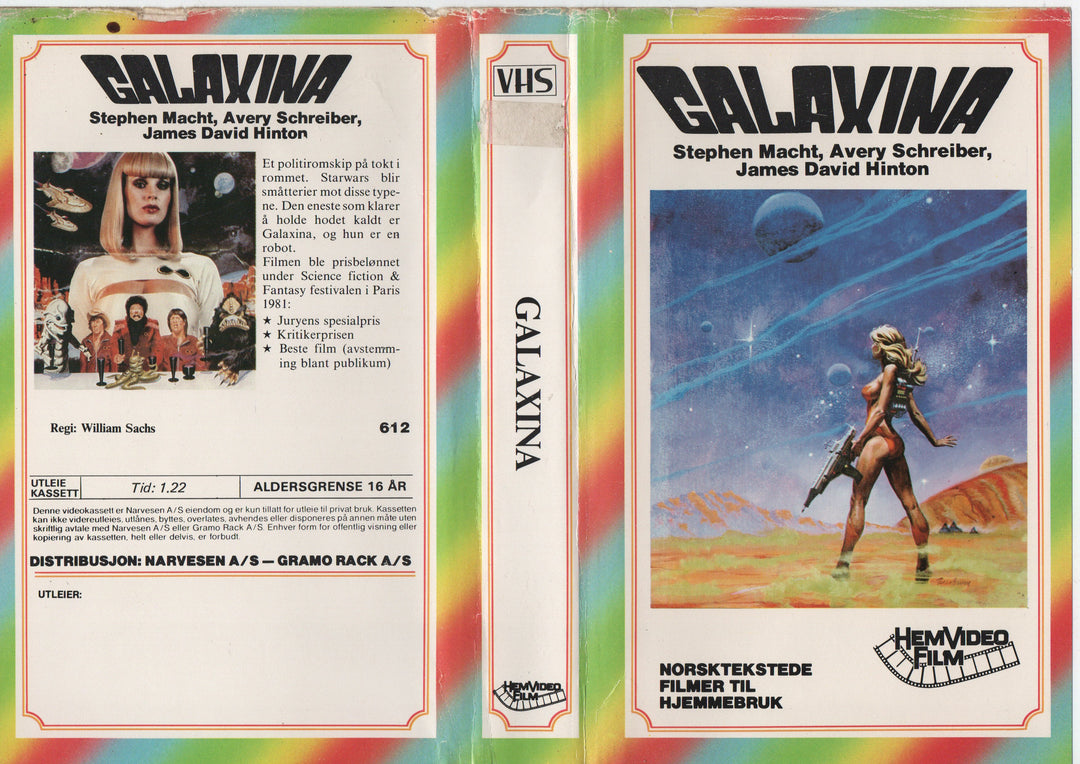 GALAXINA
Stephen Macht, Avery Schreiber,
James David Hinton
Et politiromskip på tokt i
rommet. Starwars blir
småtterier mot disse type-
ne. Den eneste som klarer
å holde hodet kaldt er
Galaxina, og hun er en
robot.
Filmen ble prisbelønnet
under Science fiction &
Fantasy festivalen i Paris
1981:
★ Juryens spesialpris
★ Kritikerprisen
★ Beste film (avstemm-
ing blant publikum)
Regi: William Sachs
612
UTLEIE
KASSETT
Tid: 1.22
ALDERSGRENSE 16 ÅR
Denne videokassett er Narvesen A/S eiendom og er kun tillatt for utleie til privat bruk. Kassetten
kan ikke videreutleies, utlånes, byttes, overlates, avhendes eller disponeres på annen måte uten
skriftlig avtale med Narvesen A/S eller Gramo Rack A/S. Enhver form for offentlig visning eller
kopiering av kassetten, helt eller delvis, er forbudt.
DISTRIBUSJON: NARVESEN A/S — GRAMO RACK A/S
UTLEIER:
VHS
GALAXINA
HEMVIDEO
FILM
GALAXINA
Stephen Macht, Avery Schreiber,
James David Hinton
NORSKTEKSTEDE
FILMER TIL
HJEMMEBRUK
HEMVIDEO
FILM